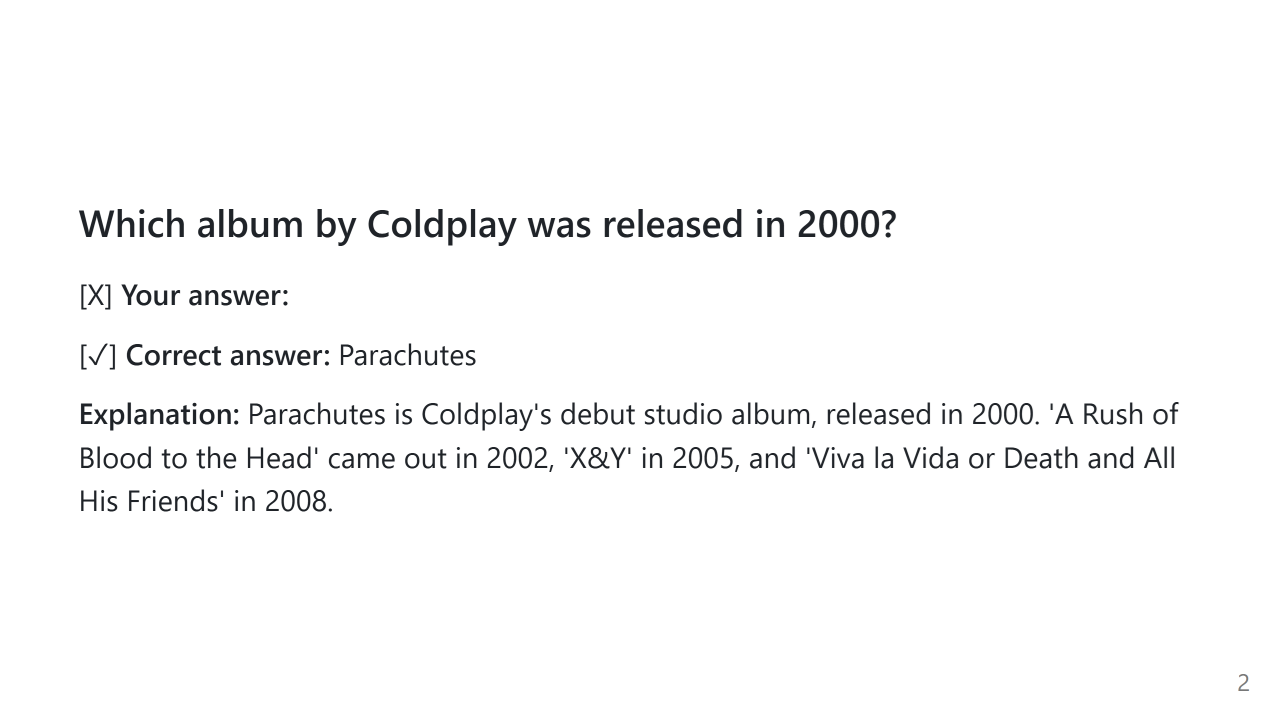 Which album by Coldplay was released in 2000?
[X] Your answer:
[✓] Correct answer: Parachutes
Explanation: Parachutes is Coldplay's debut studio album, released in 2000. 'A Rush of
Blood to the Head' came out in 2002, 'X&Y' in 2005, and 'Viva la Vida or Death and All
His Friends' in 2008.
2